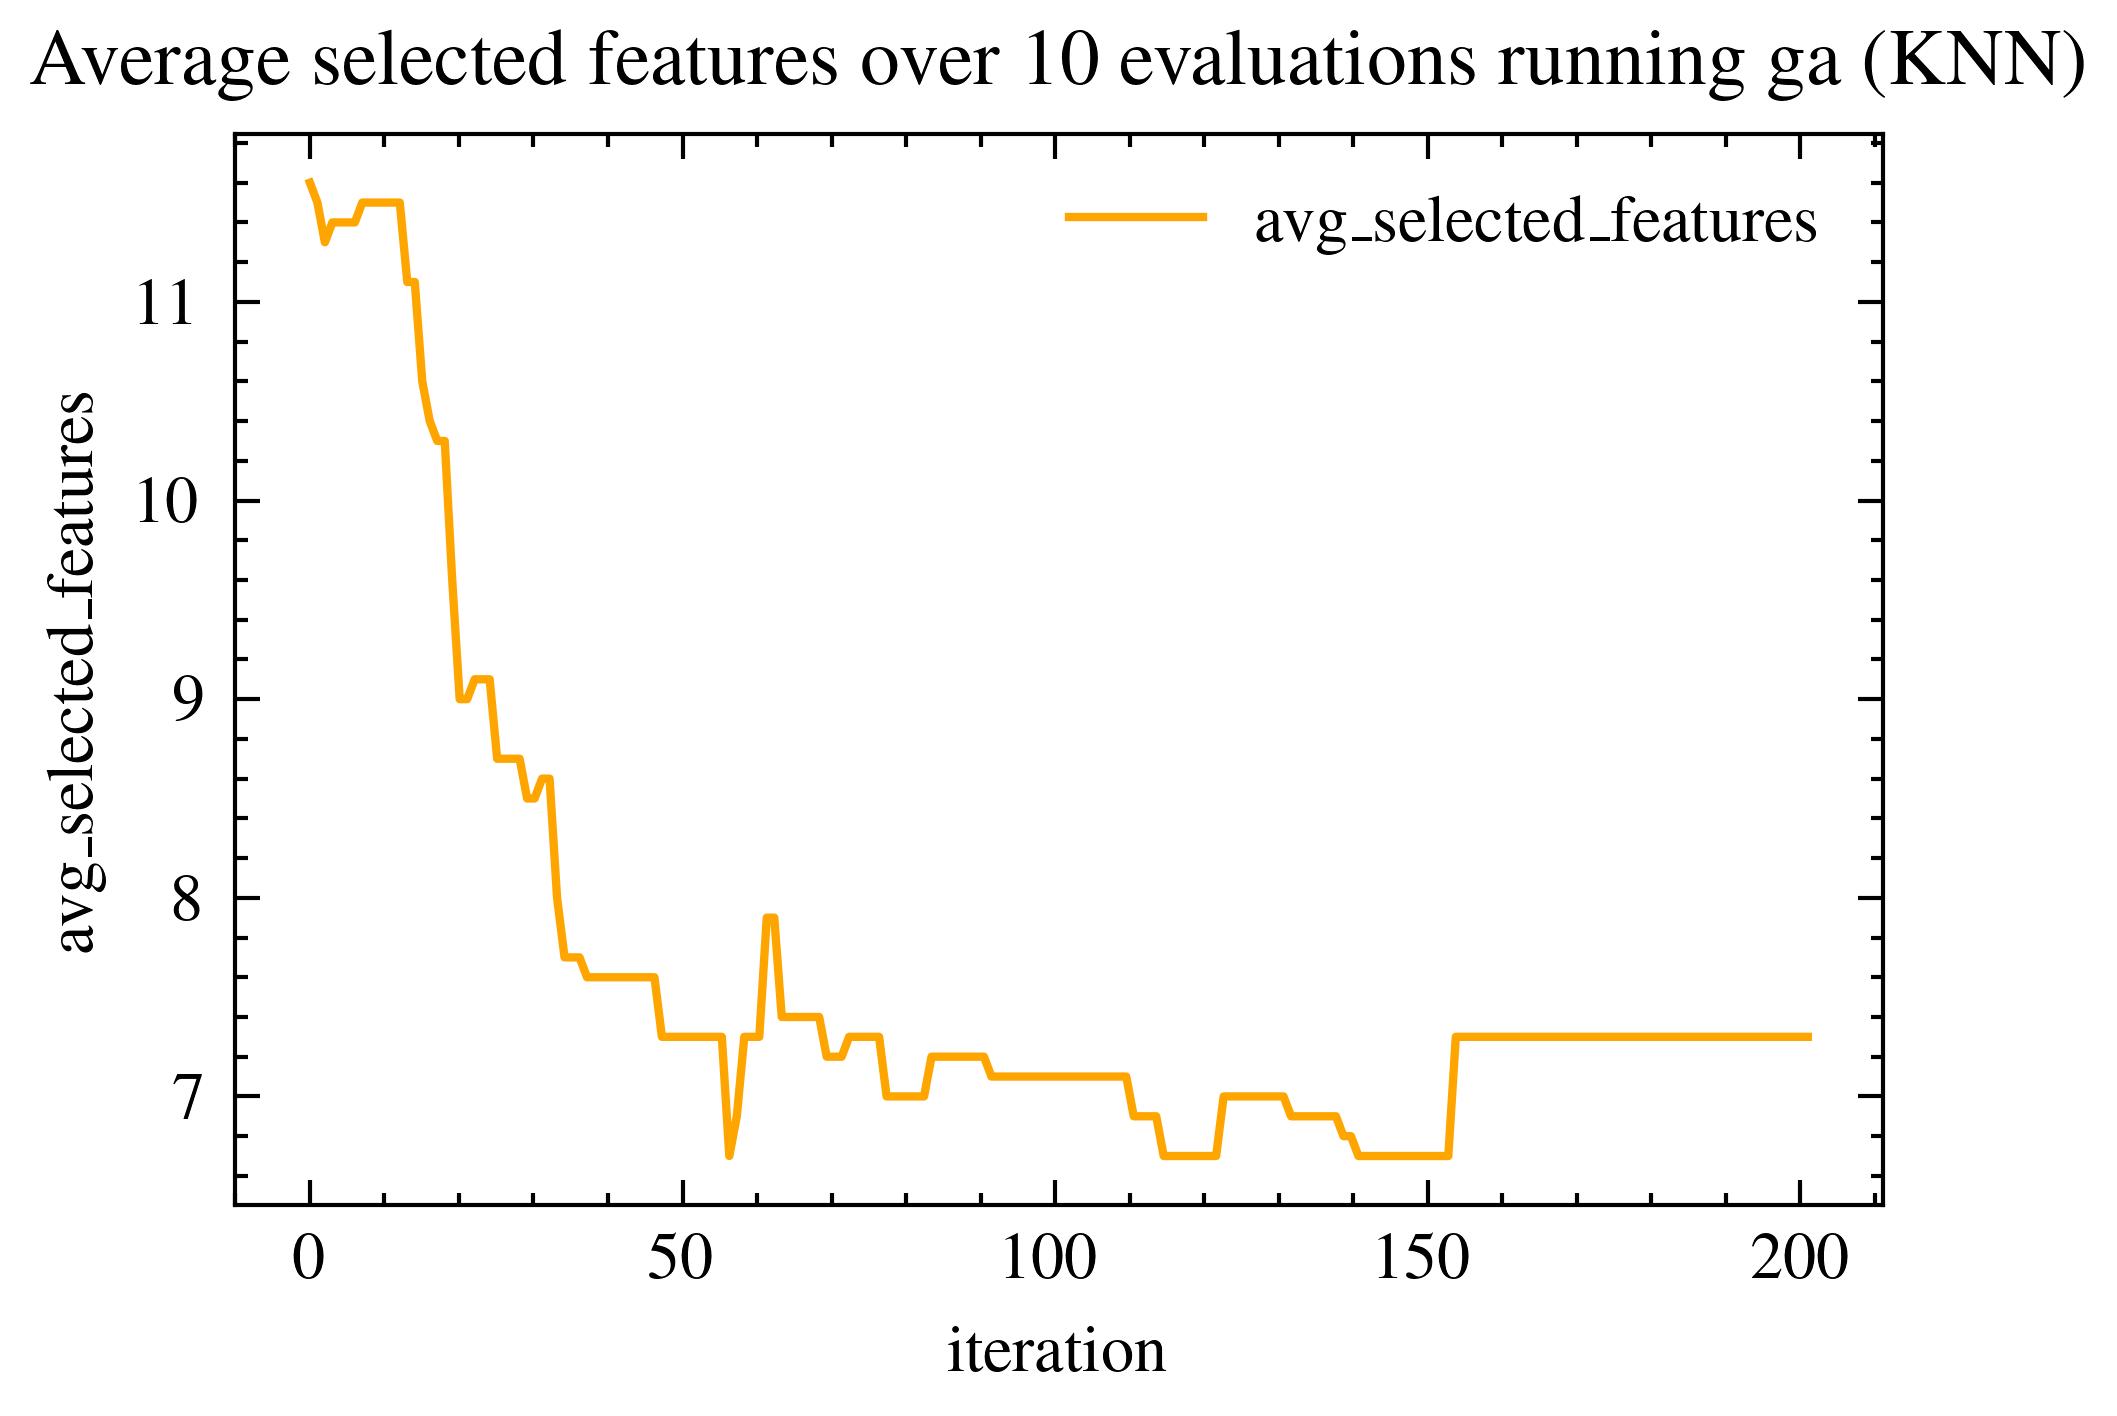 Average selected features over 10 evaluations running ga (KNN)
avg_selected_features
11
10
9
8
7
avg_selected_features
0 50 100 150 200
iteration